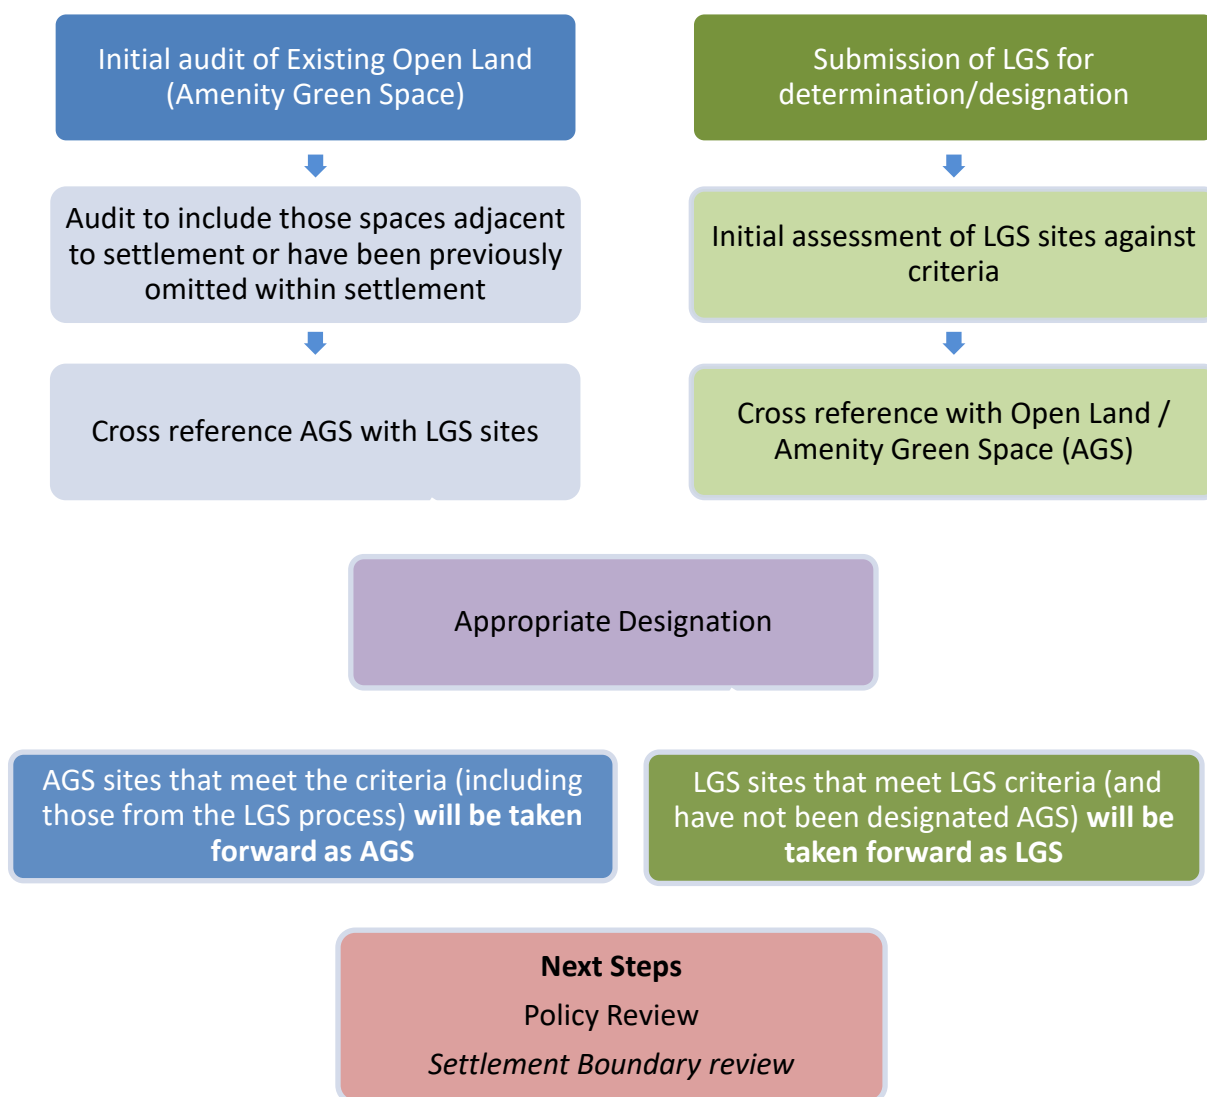 Initial audit of Existing Open Land
(Amenity Green Space)
Audit to include those spaces adjacent
to settlement or have been previously
omitted within settlement
Cross reference AGS with LGS sites
Submission of LGS for
determination/designation
Initial assessment of LGS sites against
criteria
Cross reference with Open Land /
Amenity Green Space (AGS)
Appropriate Designation
AGS sites that meet the criteria (including
those from the LGS process) will be taken
forward as AGS
LGS sites that meet LGS criteria (and
have not been designated AGS) will be
taken forward as LGS
Next Steps
Policy Review
Settlement Boundary review